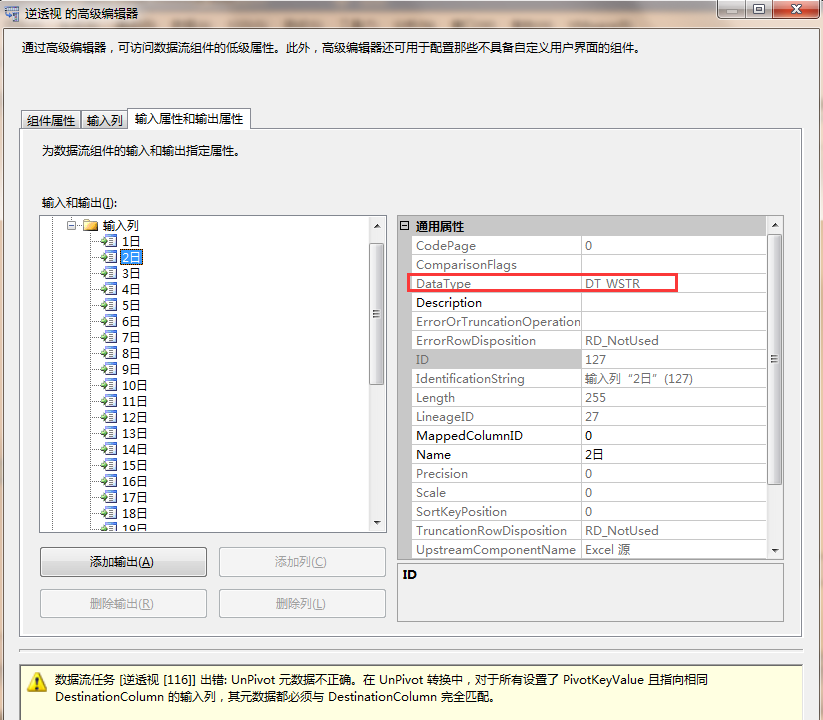 逆透视 的高级编辑器
通过高级编辑器，可访问数据流组件的低级属性。此外，高级编辑器还可用于配置那些不具备自定义用户界面的组件。
组件属性 输入列 输入属性和输出属性
为数据流组件的输入和输出指定属性。
输入和输出(I):
输入列
1日
2日
3日
4日
5日
6日
7日
8日
9日
10日
11日
12日
13日
14日
15日
16日
17日
18日
19日
通用属性
CodePage 0
ComparisonFlags
DataType DT_WSTR
Description
ErrorOrTruncationOperation
ErrorRowDisposition RD_NotUsed
ID 127
IdentificationString 输入列“2日”(127)
Length 255
LineageID 27
MappedColumnID 0
Name 2日
Precision 0
Scale 0
SortKeyPosition 0
TruncationRowDisposition RD_NotUsed
UpstreamComponentName Excel 源
ID
添加输出(A) 添加列(C)
删除输出(R) 删除列(L)
数据流任务 [逆透视 [116]] 出错: UnPivot 元数据不正确。在 UnPivot 转换中，对于所有设置了 PivotKeyValue 且指向相同
DestinationColumn 的输入列，其元数据都必须与 DestinationColumn 完全匹配。